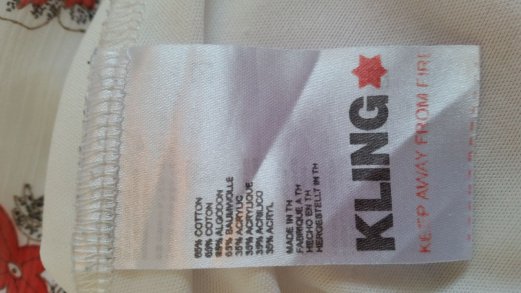 65% COTTON
65% COTON
65% ALGODON
65% BAUMWOLLE
35% ACRYLIC
35% ACRYLIQUE
35% ACRILICO
35% ACRYL
MADE IN TH
FABRIQUE A TH
HECHO EN TH
HERGESTELLT IN TH
KLING
KEEP AWAY FROM FIRE